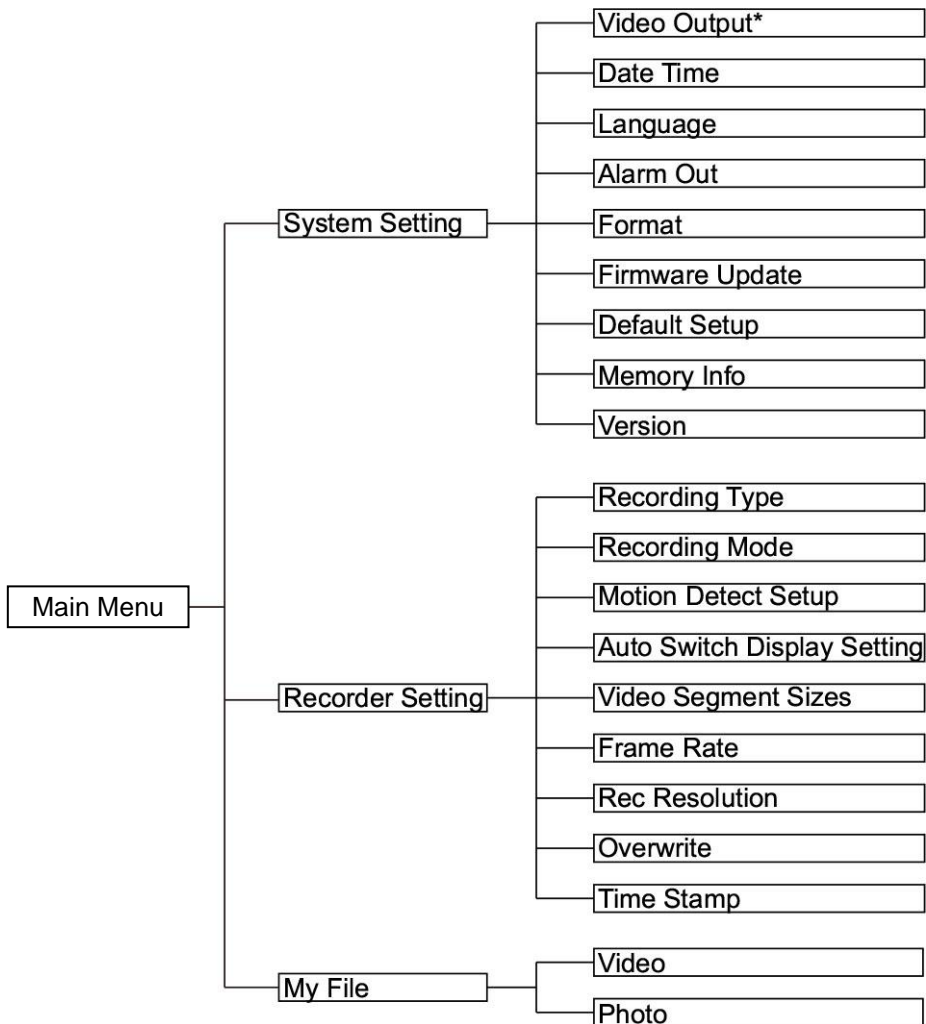 Main Menu
System Setting
Video Output*
Date Time
Language
Alarm Out
Format
Firmware Update
Default Setup
Memory Info
Version
Recorder Setting
Recording Type
Recording Mode
Motion Detect Setup
Auto Switch Display Setting
Video Segment Sizes
Frame Rate
Rec Resolution
Overwrite
Time Stamp
My File
Video
Photo